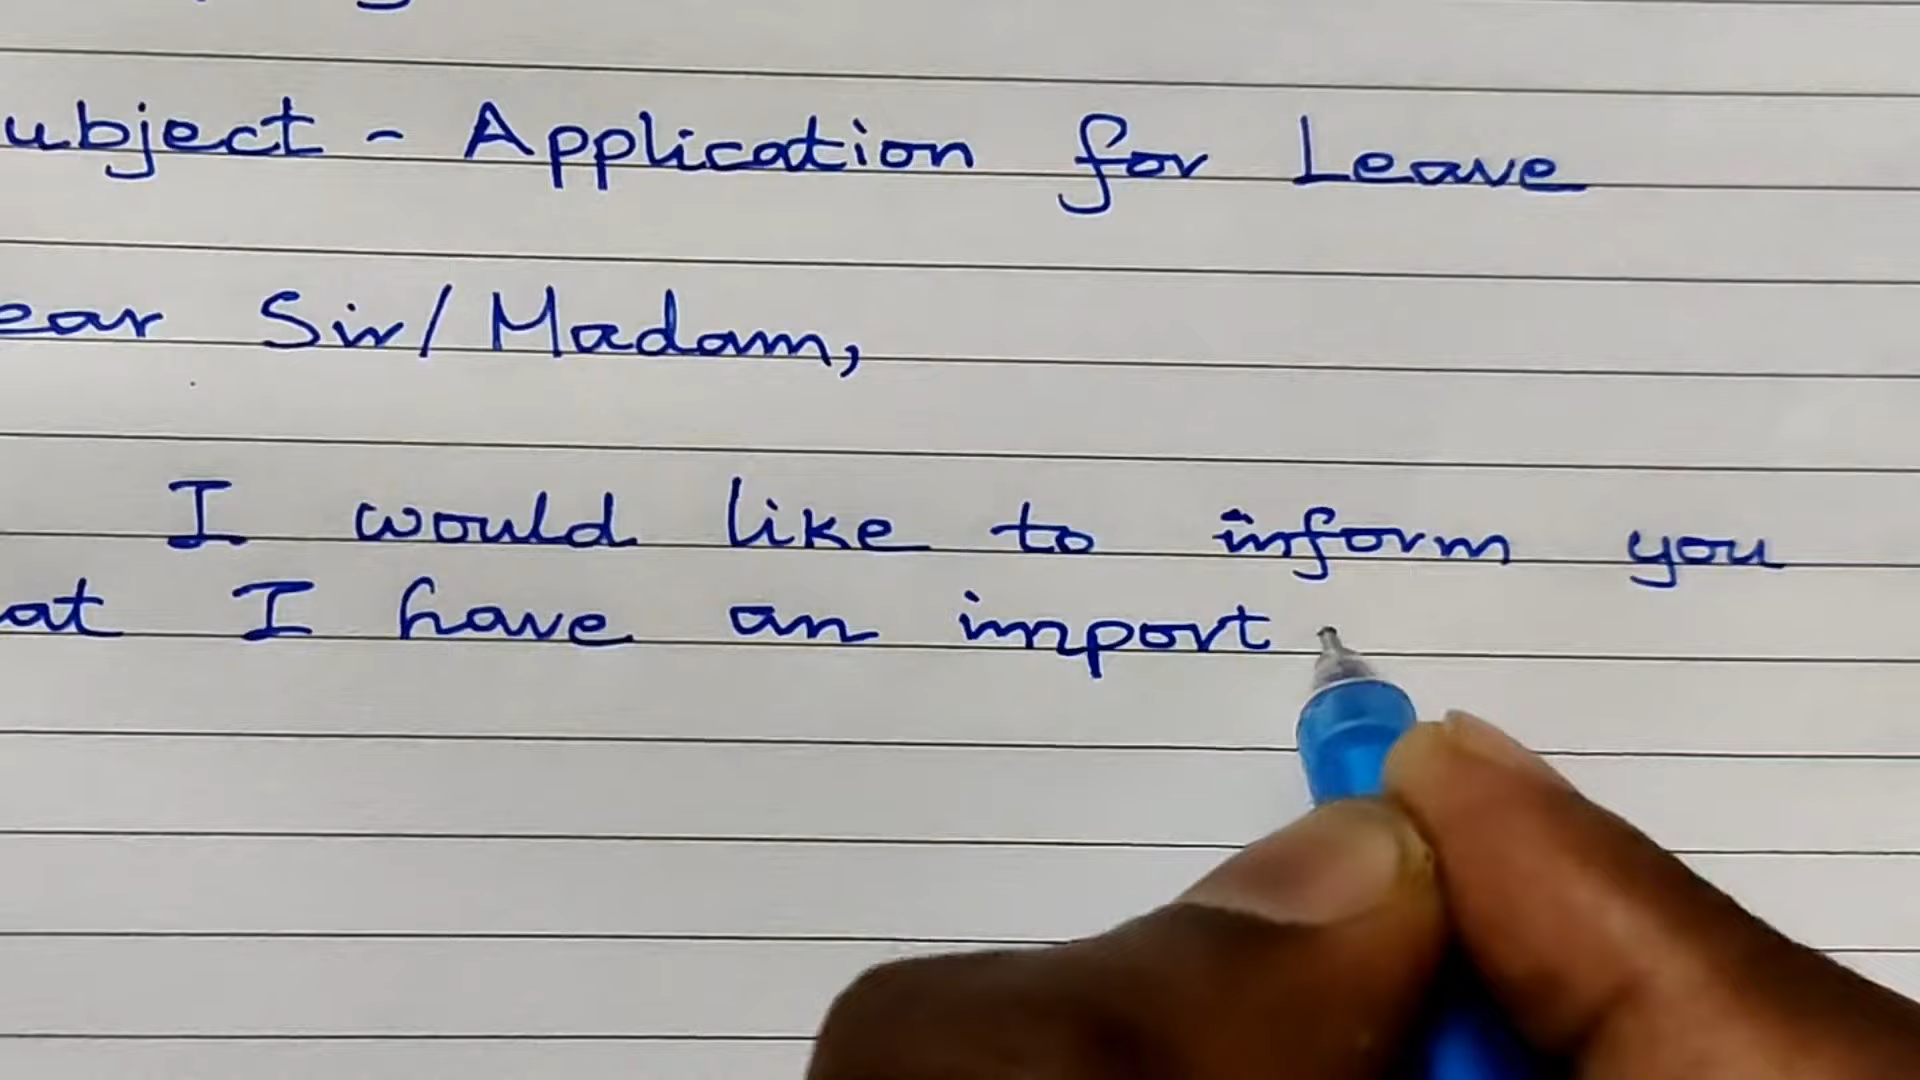 ubject - Application for Leave
ear Sir/Madam,
I would like to inform you
at I have an import